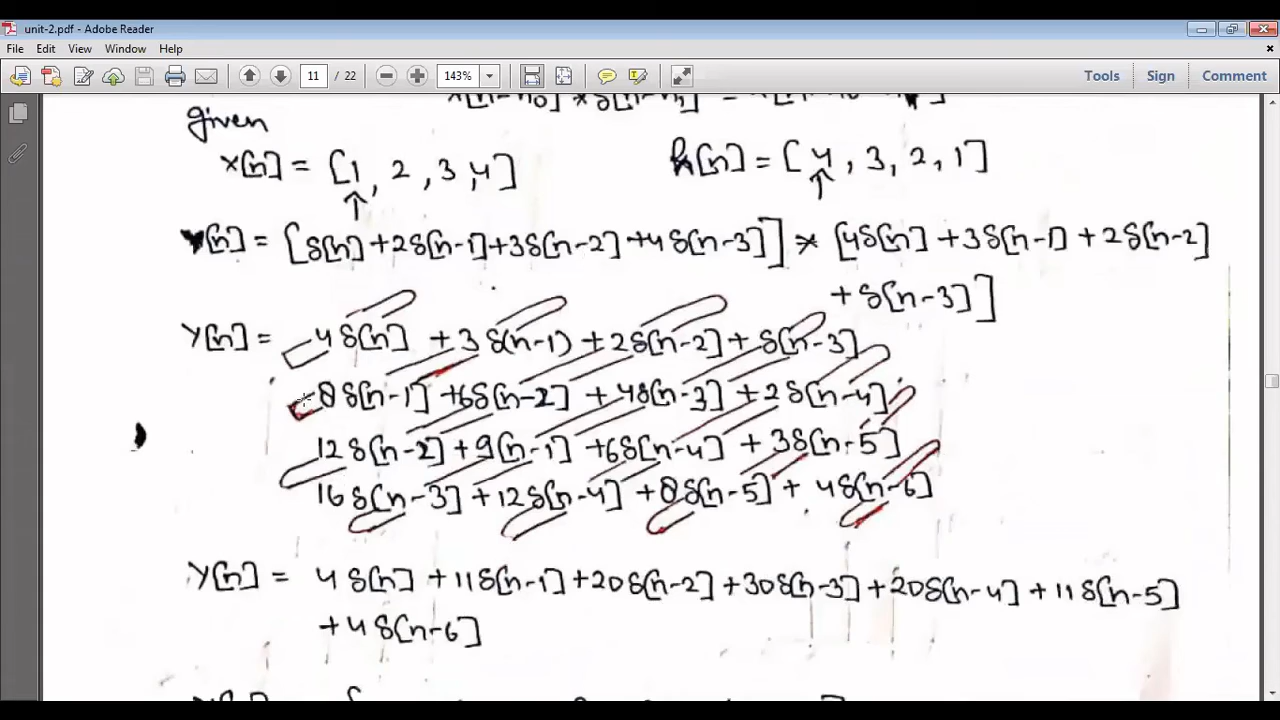 unit-2.pdf - Adobe Reader
File Edit View Window Help
11 / 22 143% Tools Sign Comment
given
x[n] = [1, 2, 3, 4] h[n] = [4, 3, 2, 1]
↑ ↑
y[n] = [δ[n] + 2δ[n-1] + 3δ[n-2] + 4δ[n-3]] * [4δ[n] + 3δ[n-1] + 2δ[n-2]
+ δ[n-3]]
y[n] = 4δ[n] + 3δ(n-1) + 2δ[n-2] + δ[n-3]
8δ[n-1] + 6δ[n-2] + 4δ[n-3] + 2δ[n-4]
12δ[n-2] + 9[n-1] + 6δ[n-4] + 3δ[n-5]
16δ[n-3] + 12δ[n-4] + 8δ[n-5] + 4δ[n-6]
y[n] = 4δ[n] + 11δ[n-1] + 20δ[n-2] + 30δ[n-3] + 20δ[n-4] + 11δ[n-5]
+ 4δ[n-6]